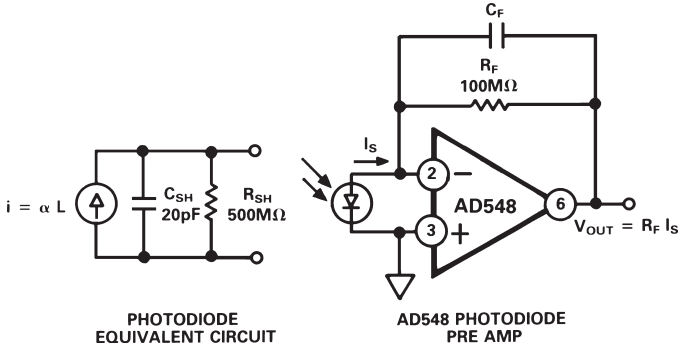 i = α L
C_SH
20pF
R_SH
500MΩ
PHOTODIODE
EQUIVALENT CIRCUIT
C_F
R_F
100MΩ
I_S
2
−
AD548
3
+
6
V_OUT = R_F I_S
AD548 PHOTODIODE
PRE AMP